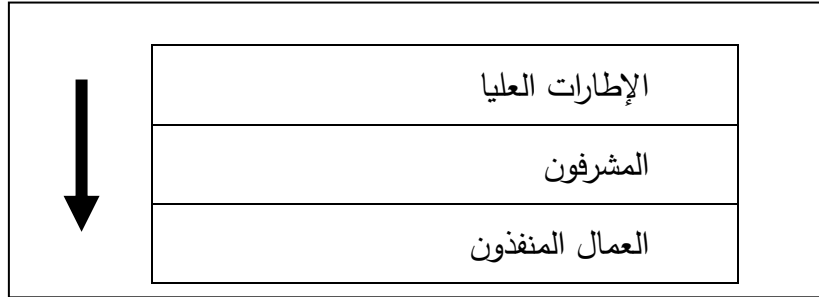 الإطارات العليا
المشرفون
العمال المنفذون